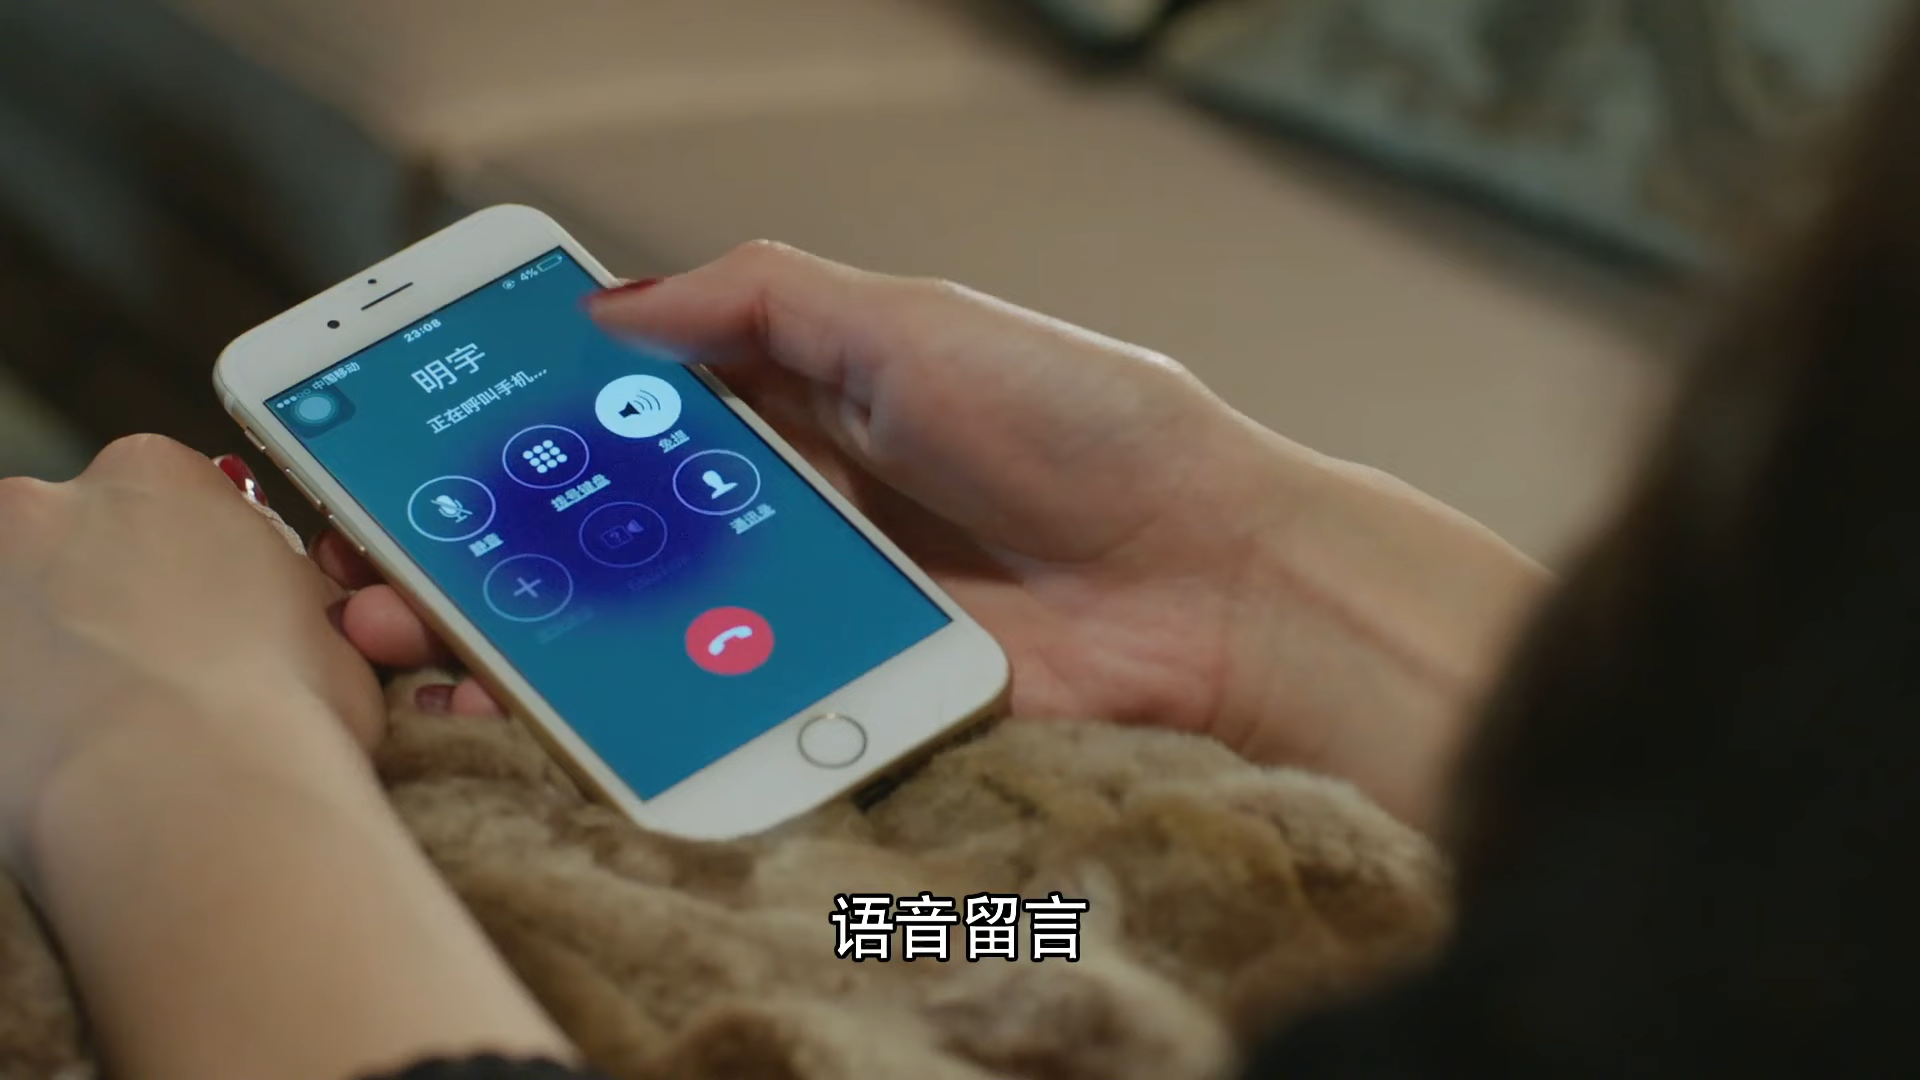 中国移动
23:08
4%
明宇
正在呼叫手机...
静音
拨号键盘
免提
通讯录
语音留言